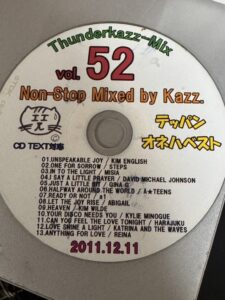 Thunderkazz-Mix
vol. 52
Non-Stop Mixed by Kazz.
テッパン
オネハベスト
CD TEXT対応
01.UNSPEAKABLE JOY / KIM ENGLISH
02.ONE FOR SORROW / STEPS
03.IN TO THE LIGHT / MISIA
04.I SAY A LITTLE PRAYER / DAVID MICHAEL JOHNSON
05.JUST A LITTLE BIT / GINA G
06.HALFWAY AROUND THE WORLD / A★TEENS
07.READY OR NOT / a1
08.LET THE JOY RISE / ABIGAIL
09.HEAVEN / KIM WILDE
10.YOUR DISCO NEEDS YOU / KYLIE MINOGUE
11.CAN YOU FEEL THE LOVE TONIGHT / HARAJUKU
12.LOVE SHINE A LIGHT / KATRINA AND THE WAVES
13.ANYTHING FOR LOVE / REINA
2011.12.11